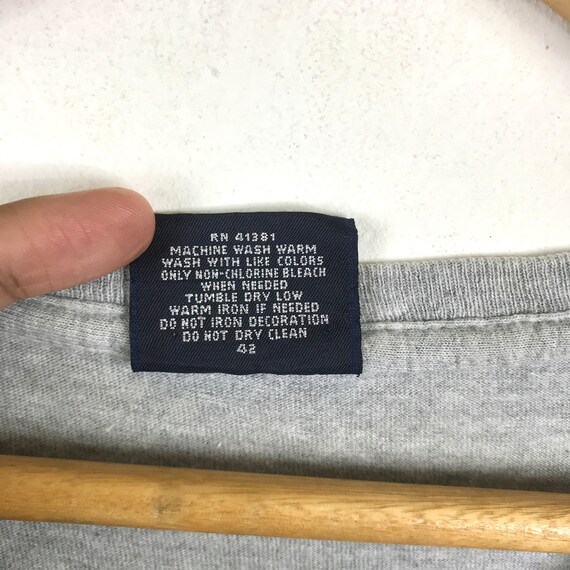 RN 41381
MACHINE WASH WARM
WASH WITH LIKE COLORS
ONLY NON-CHLORINE BLEACH
WHEN NEEDED
TUMBLE DRY LOW
WARM IRON IF NEEDED
DO NOT IRON DECORATION
DO NOT DRY CLEAN
42